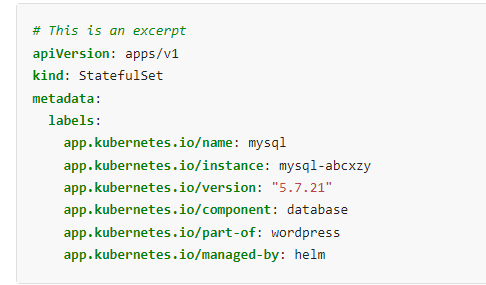 # This is an excerpt
apiVersion: apps/v1
kind: StatefulSet
metadata:
  labels:
    app.kubernetes.io/name: mysql
    app.kubernetes.io/instance: mysql-abcxzy
    app.kubernetes.io/version: "5.7.21"
    app.kubernetes.io/component: database
    app.kubernetes.io/part-of: wordpress
    app.kubernetes.io/managed-by: helm